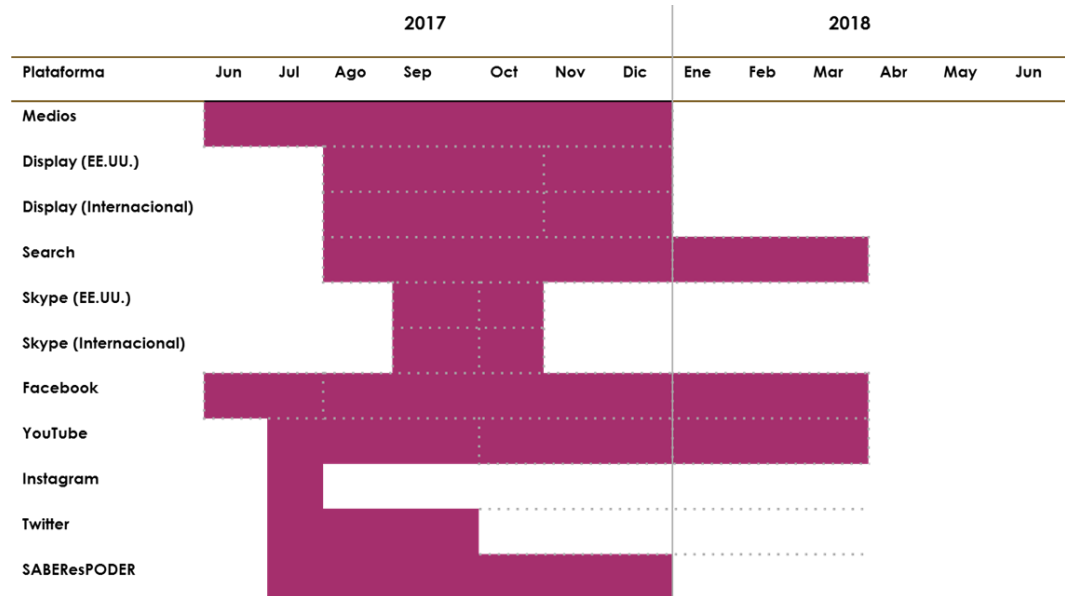 2017 2018
Plataforma Jun Jul Ago Sep Oct Nov Dic Ene Feb Mar Abr May Jun
Medios
Display (EE.UU.)
Display (Internacional)
Search
Skype (EE.UU.)
Skype (Internacional)
Facebook
YouTube
Instagram
Twitter
SABEResPODER